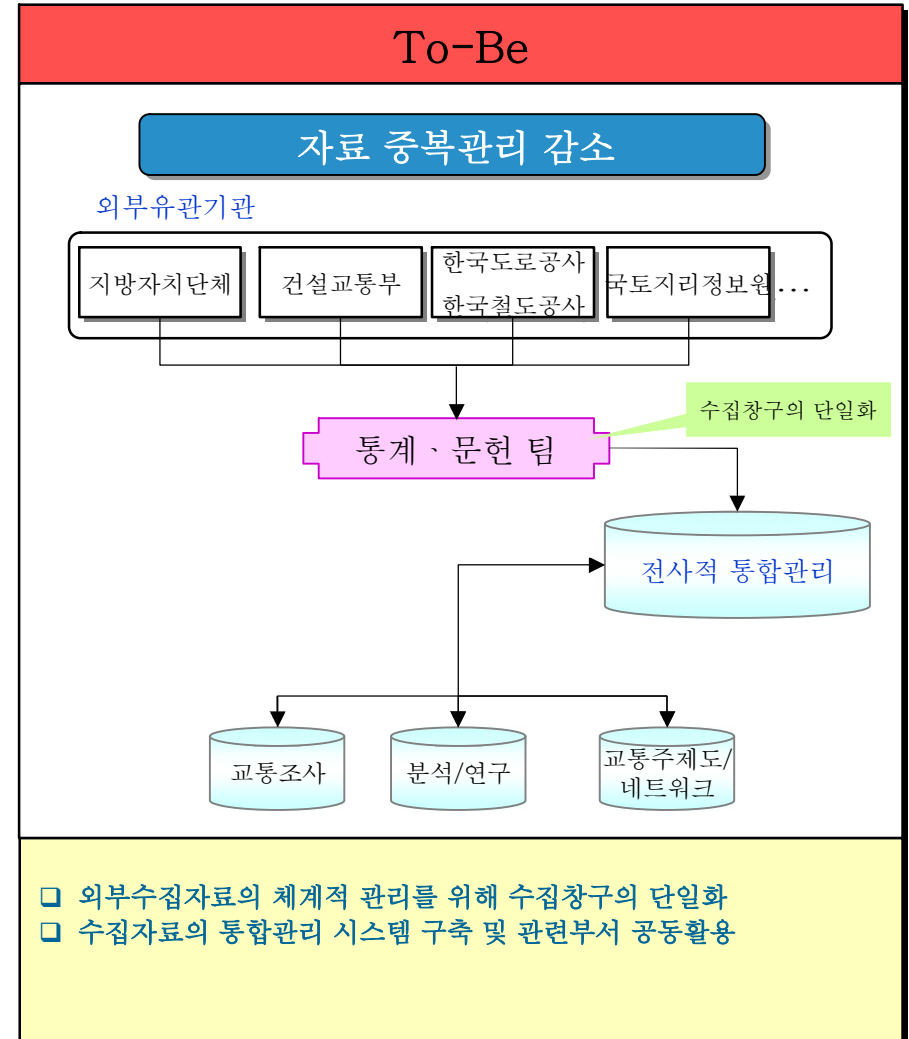 To-Be
자료 중복관리 감소
외부유관기관
지방자치단체
건설교통부
한국도로공사
한국철도공사
국토지리정보원
...
수집창구의 단일화
통계、문헌 팀
전사적 통합관리
교통조사
분석/연구
교통주제도/
네트워크
❑ 외부수집자료의 체계적 관리를 위해 수집창구의 단일화
❑ 수집자료의 통합관리 시스템 구축 및 관련부서 공동활용